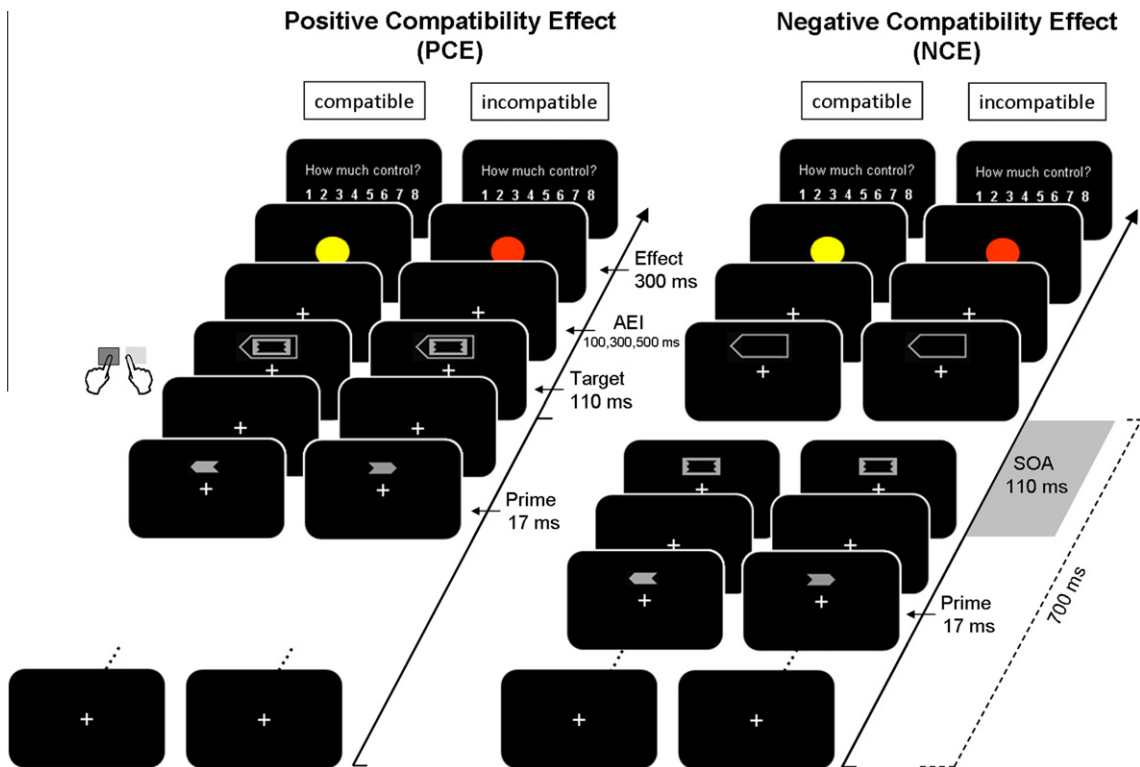 Positive Compatibility Effect
(PCE)
Negative Compatibility Effect
(NCE)
compatible
incompatible
compatible
incompatible
How much control?
1 2 3 4 5 6 7 8
How much control?
1 2 3 4 5 6 7 8
How much control?
1 2 3 4 5 6 7 8
How much control?
1 2 3 4 5 6 7 8
Effect
300 ms
AEI
100,300,500 ms
Target
110 ms
Prime
17 ms
SOA
110 ms
700 ms
Prime
17 ms